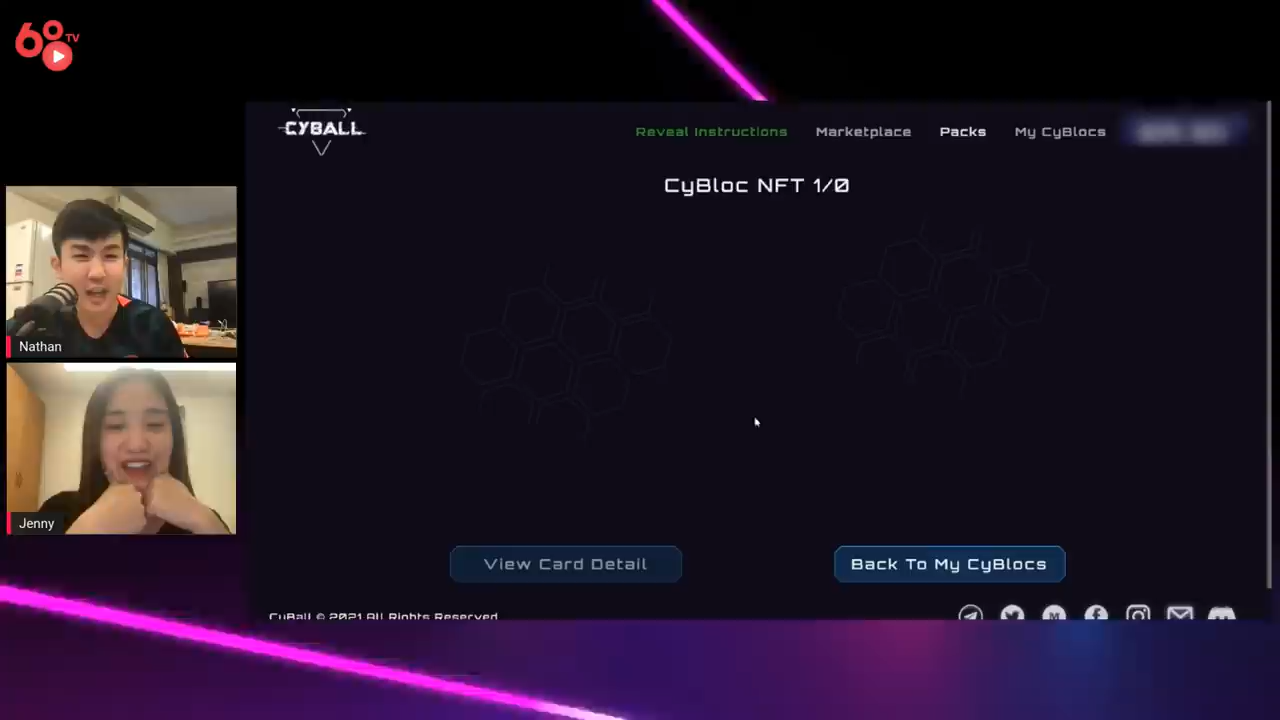 60 TV
CYBALL
Reveal Instructions
Marketplace
Packs
My CyBlocs
CyBloc NFT 1/0
Nathan
Jenny
View Card Detail
Back To My CyBlocs
CyBall © 2021 All Rights Reserved